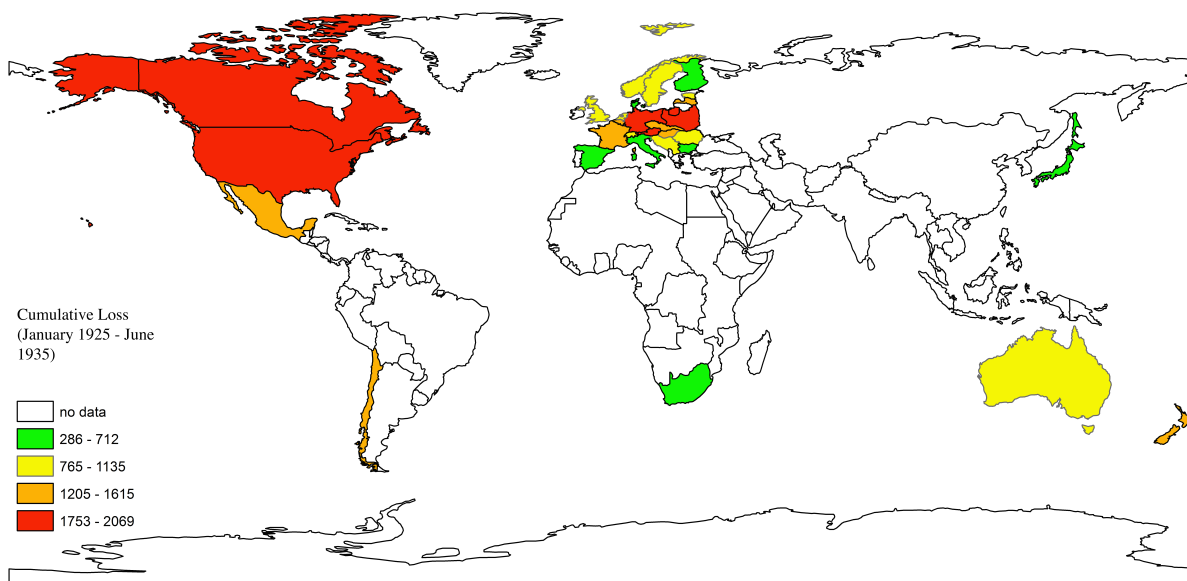 Cumulative Loss
(January 1925 - June
1935)
no data
286 - 712
765 - 1135
1205 - 1615
1753 - 2069